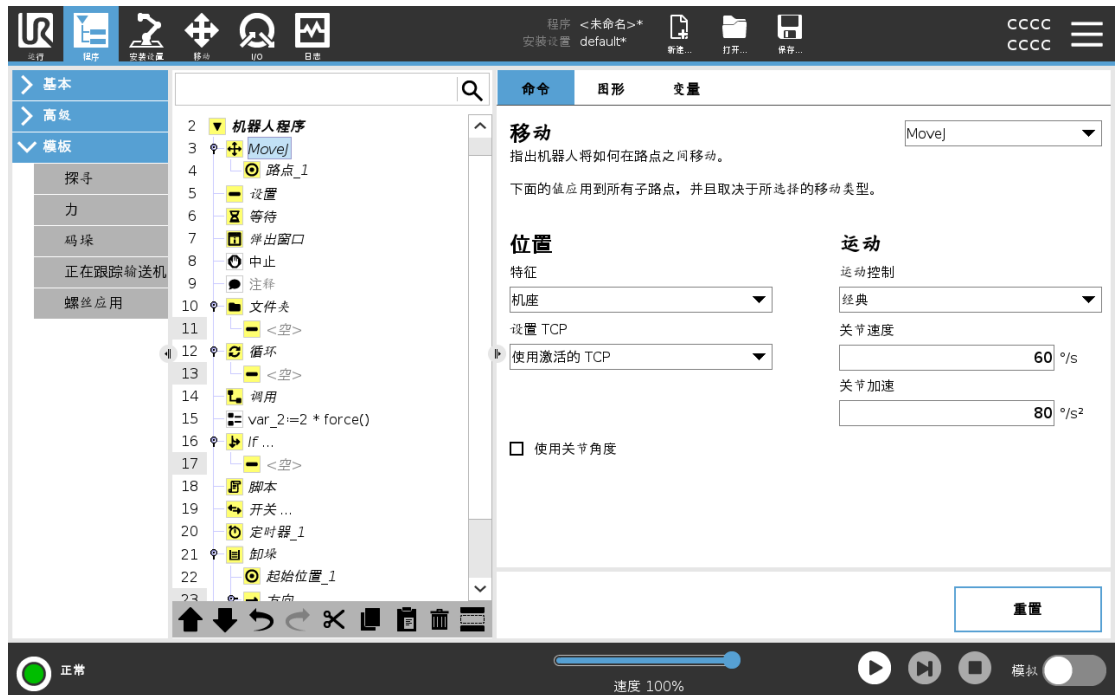 程序 <未命名>*
安装设置 default*
运行
程序
安装设置
移动
I/O
日志
新建...
打开...
保存...
CCCC
CCCC
基本
高级
模板
探寻
力
码垛
正在跟踪输送机
螺丝应用
2 机器人程序
3 MoveJ
4 路点_1
5 设置
6 等待
7 弹出窗口
8 中止
9 注释
10 文件夹
11 <空>
12 循环
13 <空>
14 调用
15 var_2:=2 * force()
16 If ...
17 <空>
18 脚本
19 开关 ...
20 定时器_1
21 卸垛
22 起始位置_1
23 方向
命令 图形 变量
移动
MoveJ
指出机器人将如何在路点之间移动。
下面的值应用到所有子路点，并且取决于所选择的移动类型。
位置
特征
机座
设置 TCP
使用激活的 TCP
使用关节角度
运动
运动控制
经典
关节速度
60 °/s
关节加速
80 °/s²
重置
正常
速度 100%
模拟